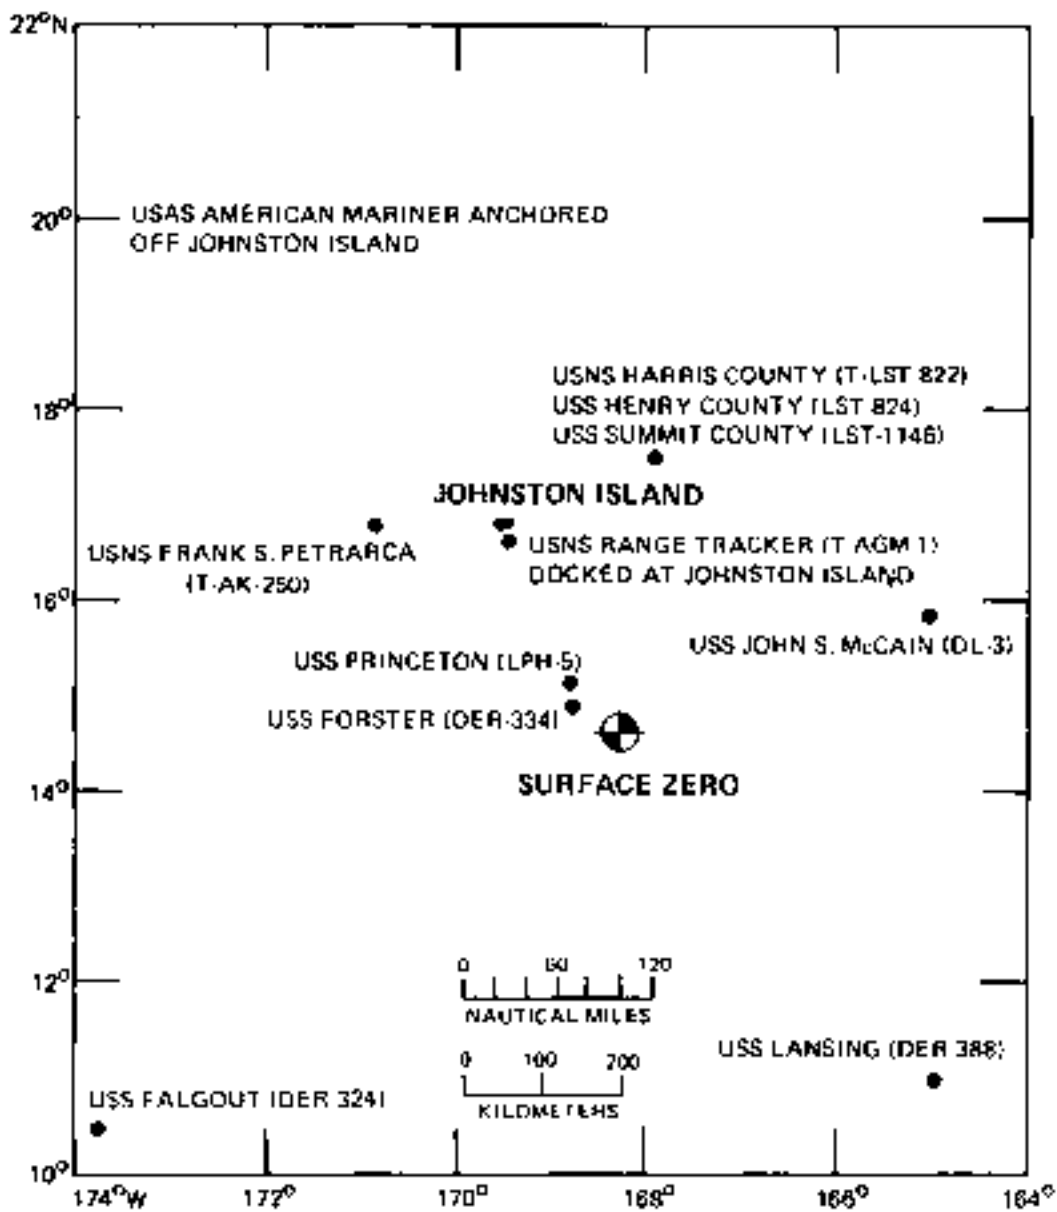 22°N
20°
USAS AMERICAN MARINER ANCHORED
OFF JOHNSTON ISLAND
USNS HARRIS COUNTY (T-LST 822)
18°
USS HENRY COUNTY (LST-824)
USS SUMMIT COUNTY (LST-1146)
JOHNSTON ISLAND
USNS FRANK S. PETRARCA
(T-AK-250)
USNS RANGE TRACKER (T AGM 1)
DOCKED AT JOHNSTON ISLAND
16°
USS JOHN S. McCAIN (DL-3)
USS PRINCETON (LPH-5)
USS FORSTER (DER-334)
SURFACE ZERO
14°
12°
0 60 120
NAUTICAL MILES
0 100 200
KILOMETERS
USS LANSING (DER 388)
USS FALGOUT (DER 324)
10°
174°W 172° 170° 168° 166° 164°